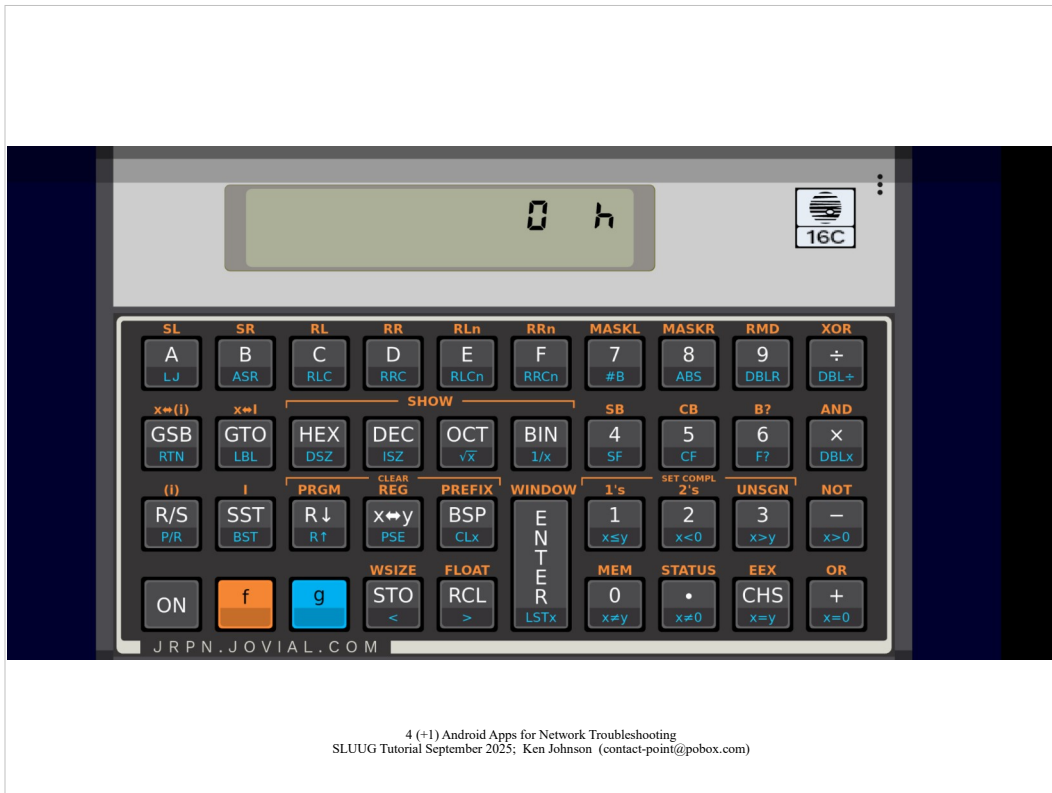 0 h
16C
SL SR RL RR RLn RRn MASKL MASKR RMD XOR
A B C D E F 7 8 9 ÷
LJ ASR RLC RRC RLCn RRCn #B ABS DBLR DBL÷
SHOW
x↔(i) x↔I SB CB B? AND
GSB GTO HEX DEC OCT BIN 4 5 6 ×
RTN LBL DSZ ISZ √x 1/x SF CF F? DBLx
CLEAR SET COMPL
(i) I PRGM REG PREFIX WINDOW 1's 2's UNSGN NOT
R/S SST R↓ x↔y BSP ENTER 1 2 3 −
P/R BST R↑ PSE CLx x≤y x<0 x>y x>0
WSIZE FLOAT MEM STATUS EEX OR
ON f g STO RCL 0 • CHS +
< > LSTx x≠y x≠0 x=y x=0
JRPN.JOVIAL.COM
4 (+1) Android Apps for Network Troubleshooting
SLUUG Tutorial September 2025; Ken Johnson (contact-point@pobox.com)